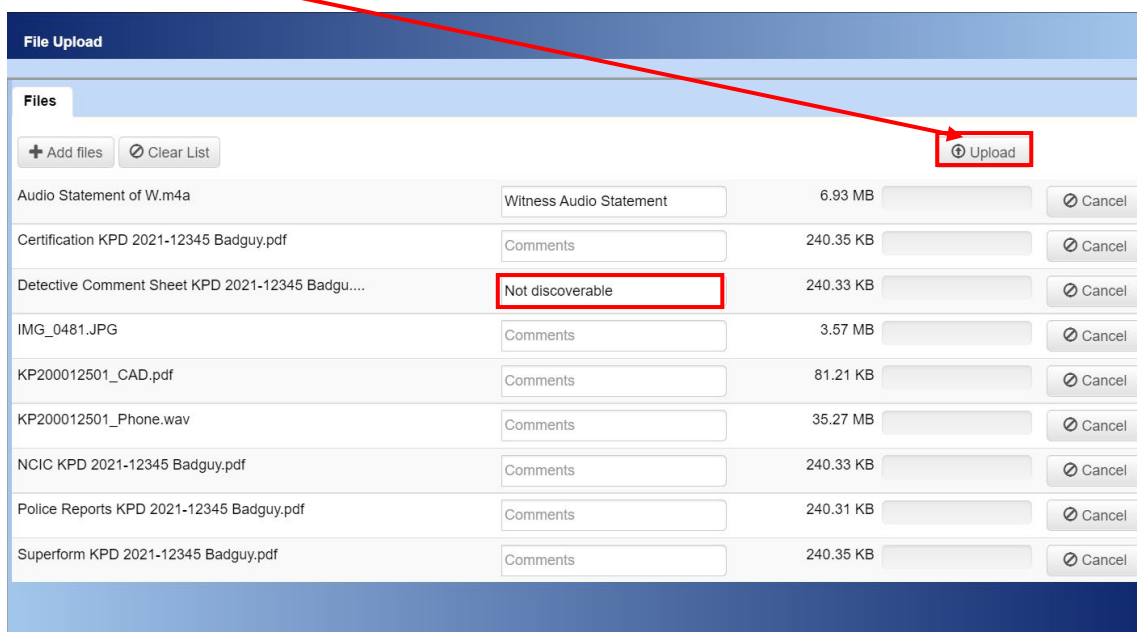 File Upload
Files
Add files Clear List Upload
Audio Statement of W.m4a Witness Audio Statement 6.93 MB Cancel
Certification KPD 2021-12345 Badguy.pdf Comments 240.35 KB Cancel
Detective Comment Sheet KPD 2021-12345 Badgu.... Not discoverable 240.33 KB Cancel
IMG_0481.JPG Comments 3.57 MB Cancel
KP200012501_CAD.pdf Comments 81.21 KB Cancel
KP200012501_Phone.wav Comments 35.27 MB Cancel
NCIC KPD 2021-12345 Badguy.pdf Comments 240.33 KB Cancel
Police Reports KPD 2021-12345 Badguy.pdf Comments 240.31 KB Cancel
Superform KPD 2021-12345 Badguy.pdf Comments 240.35 KB Cancel